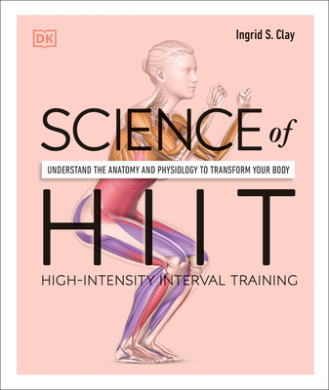 DK
Ingrid S. Clay
SCIENCE of
UNDERSTAND THE ANATOMY AND PHYSIOLOGY TO TRANSFORM YOUR BODY
HIIT
HIGH-INTENSITY INTERVAL TRAINING